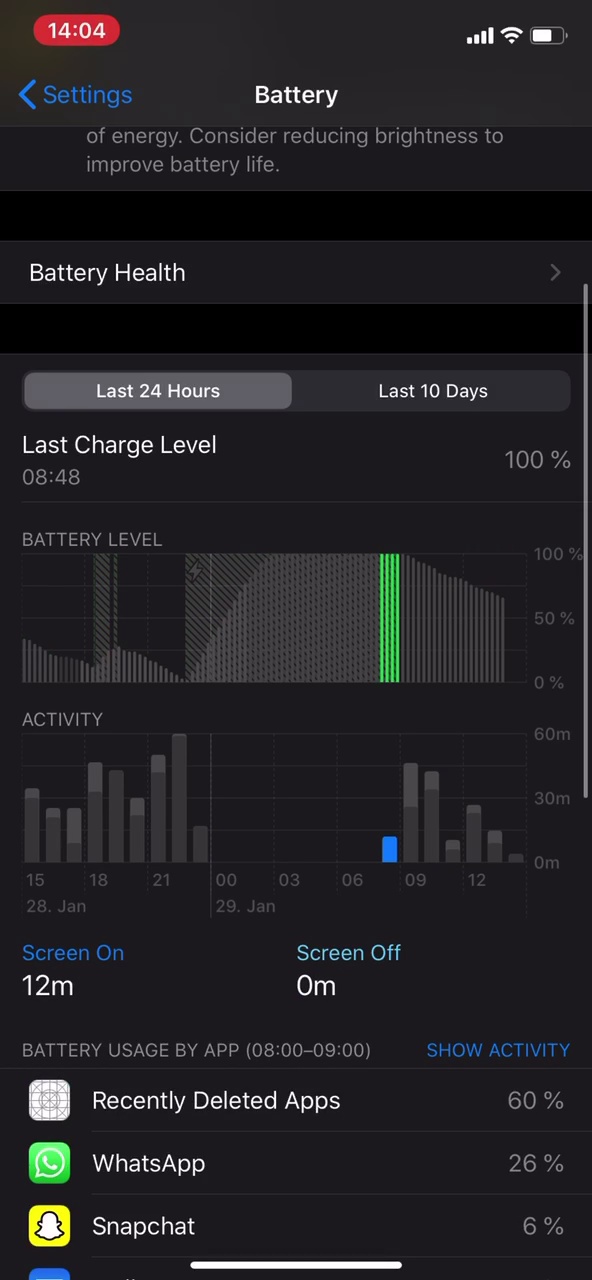 14:04
Settings
Battery
of energy. Consider reducing brightness to
improve battery life.
Battery Health
Last 24 Hours
Last 10 Days
Last Charge Level
08:48
100 %
BATTERY LEVEL
100 %
50 %
0 %
ACTIVITY
60m
30m
0m
15 18 21 00 03 06 09 12
28. Jan 29. Jan
Screen On
Screen Off
12m
0m
BATTERY USAGE BY APP (08:00–09:00)
SHOW ACTIVITY
Recently Deleted Apps
60 %
WhatsApp
26 %
Snapchat
6 %